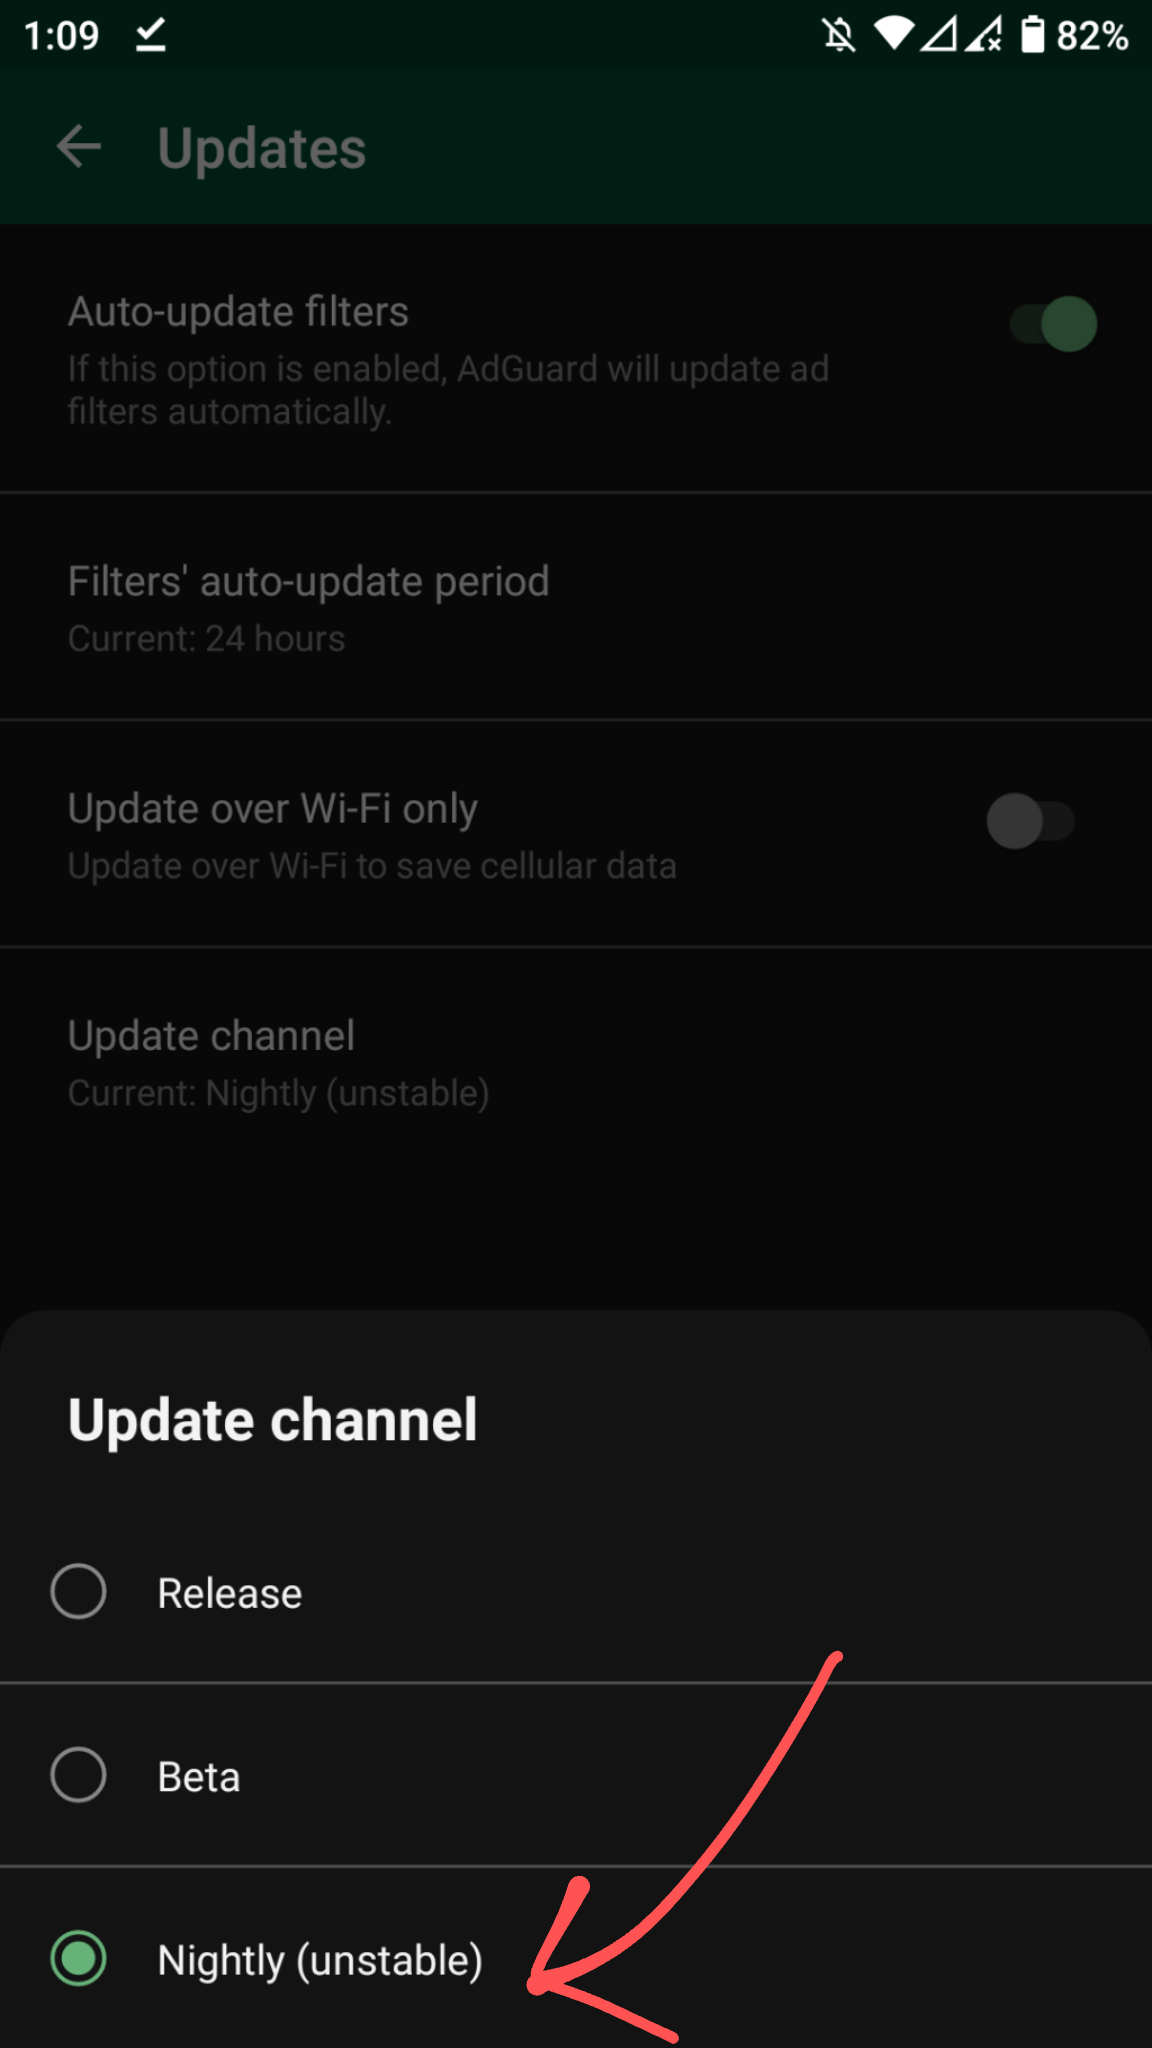 1:09
82%
Updates
Auto-update filters
If this option is enabled, AdGuard will update ad
filters automatically.
Filters' auto-update period
Current: 24 hours
Update over Wi-Fi only
Update over Wi-Fi to save cellular data
Update channel
Current: Nightly (unstable)
Update channel
Release
Beta
Nightly (unstable)